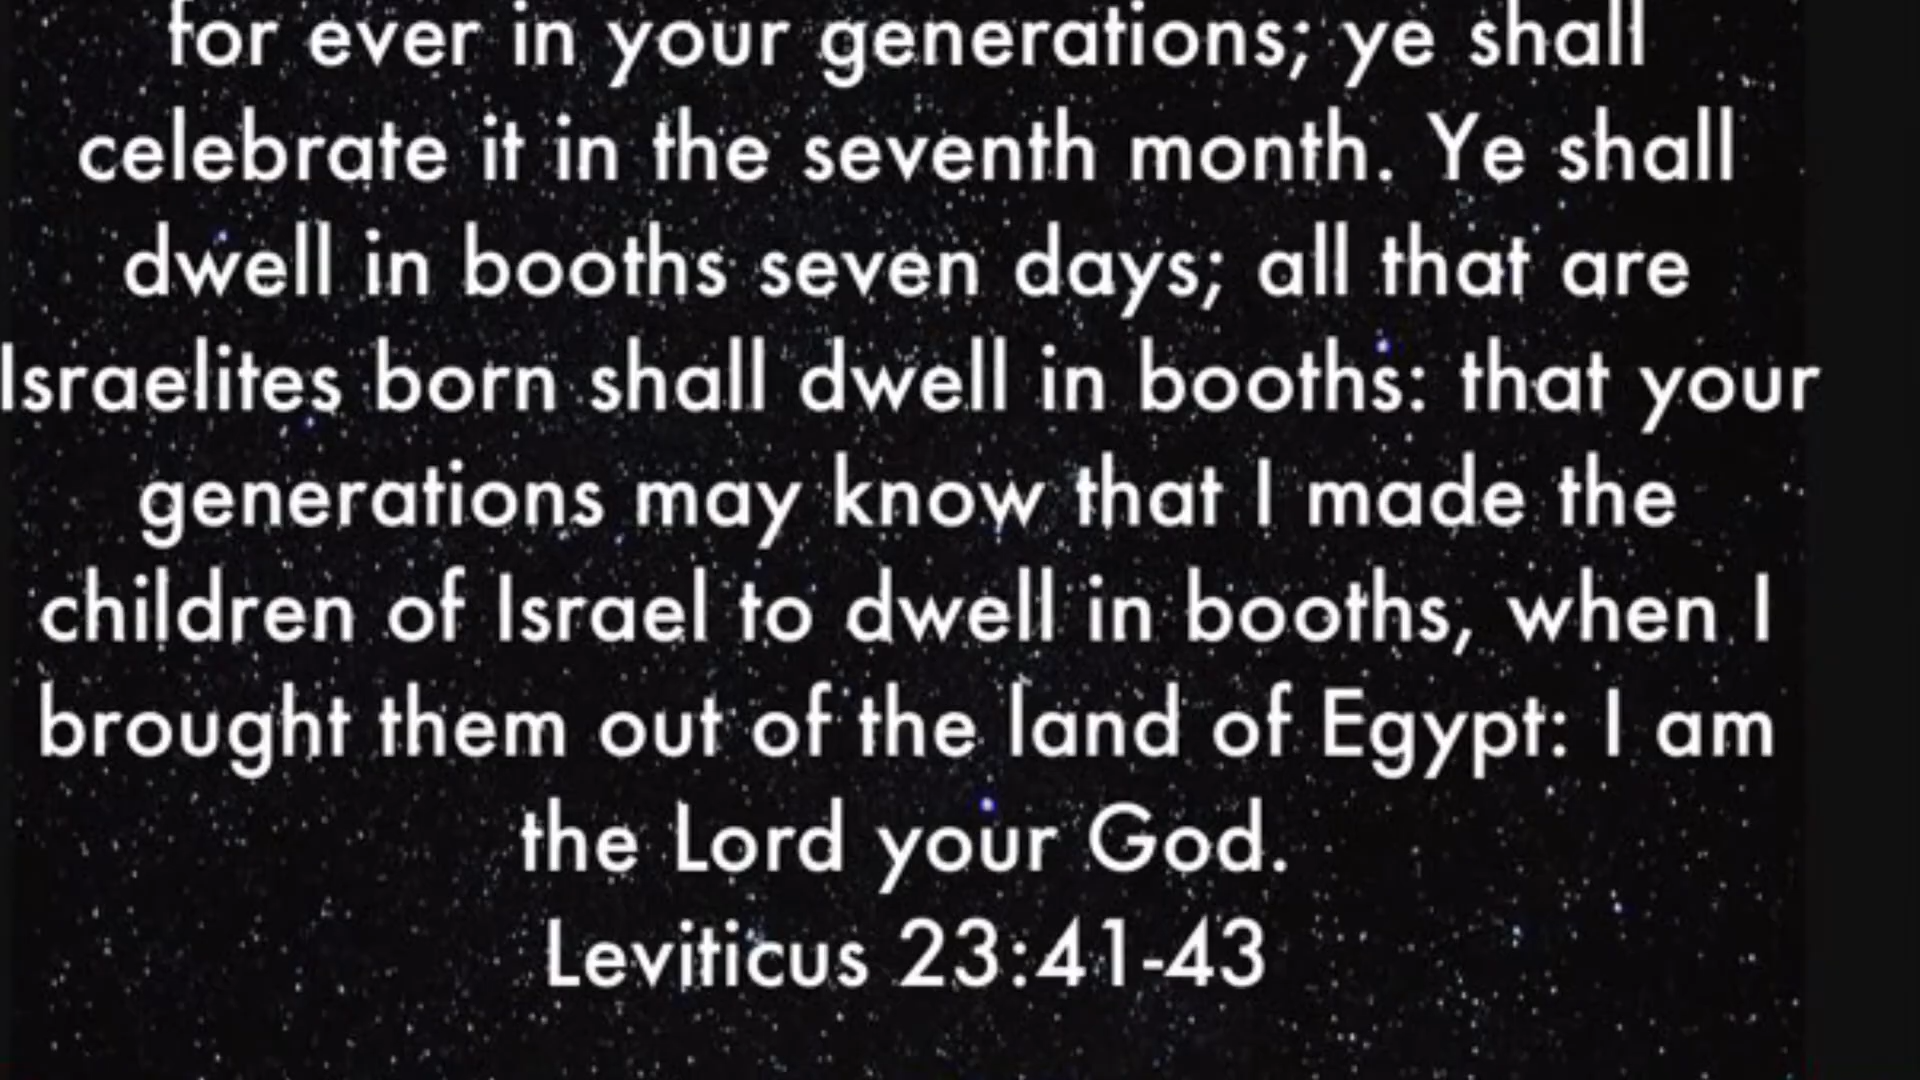 for ever in your generations; ye shall
celebrate it in the seventh month. Ye shall
dwell in booths seven days; all that are
Israelites born shall dwell in booths: that your
generations may know that I made the
children of Israel to dwell in booths, when I
brought them out of the land of Egypt: I am
the Lord your God.
Leviticus 23:41-43